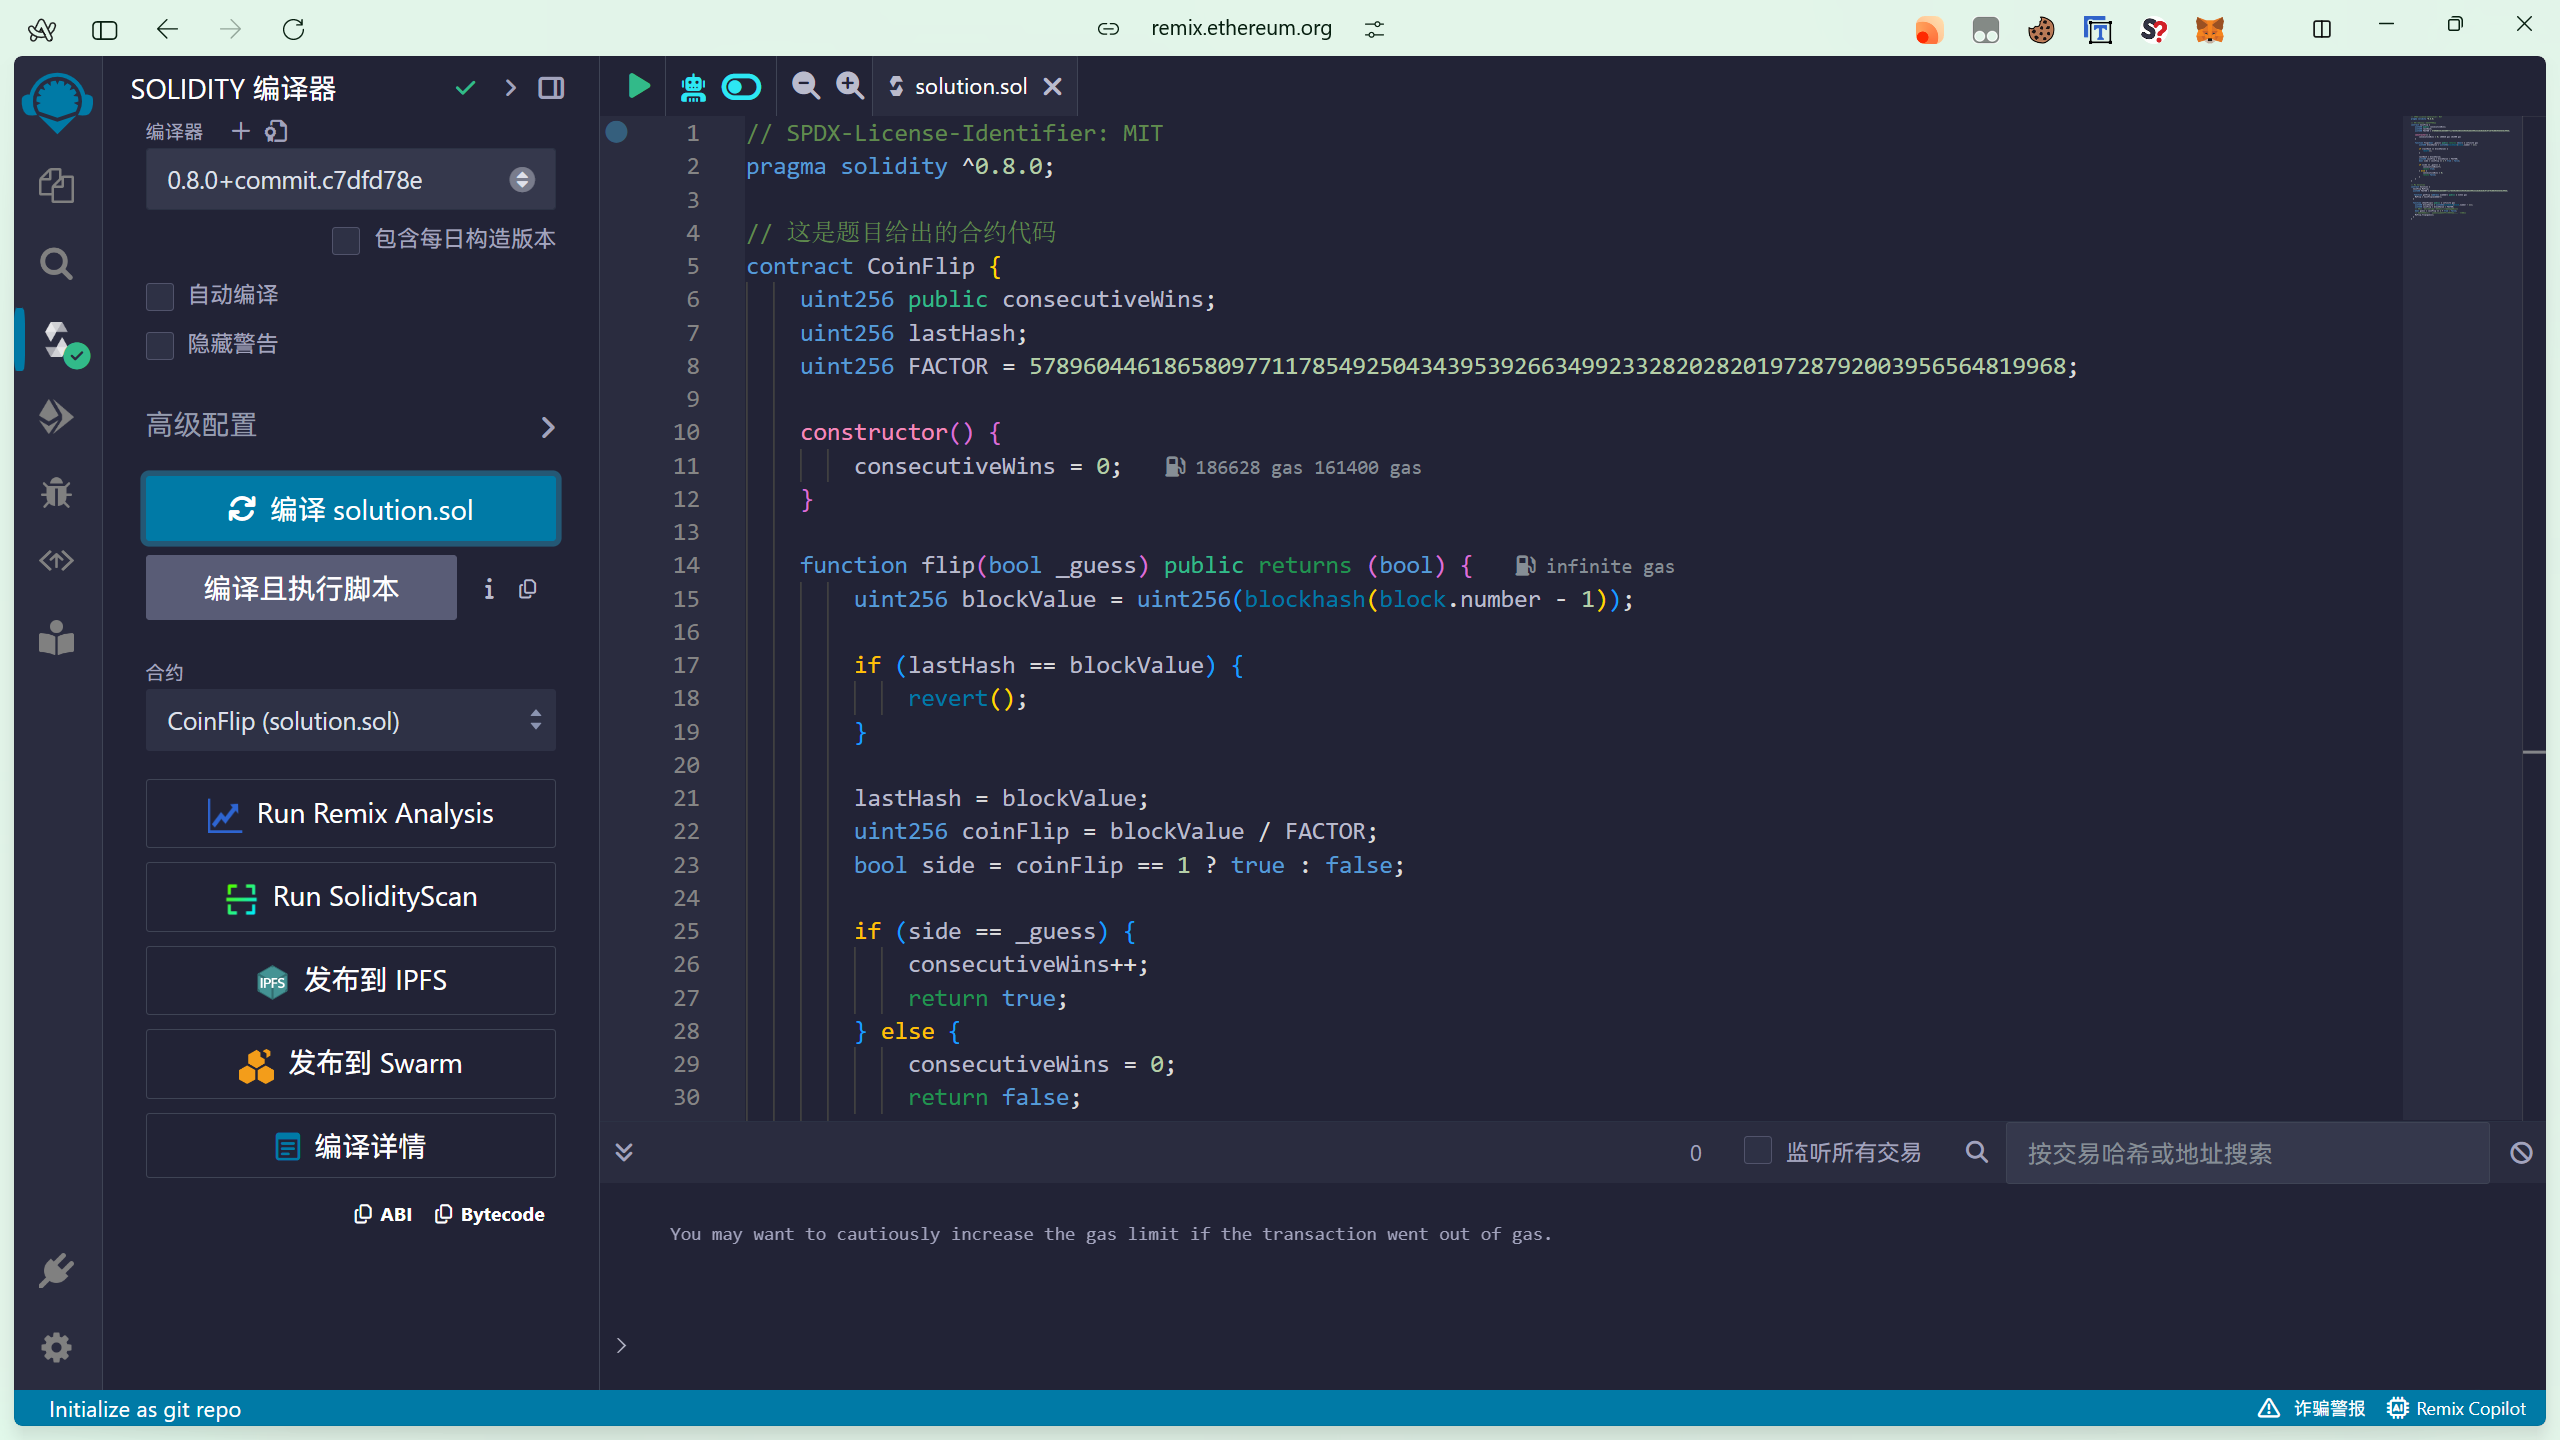 remix.ethereum.org
SOLIDITY 编译器
编译器
0.8.0+commit.c7dfd78e
包含每日构造版本
自动编译
隐藏警告
高级配置
编译 solution.sol
编译且执行脚本
合约
CoinFlip (solution.sol)
Run Remix Analysis
Run SolidityScan
IPFS 发布到 IPFS
发布到 Swarm
编译详情
ABI Bytecode
solution.sol
1 // SPDX-License-Identifier: MIT
2 pragma solidity ^0.8.0;
3
4 // 这是题目给出的合约代码
5 contract CoinFlip {
6 uint256 public consecutiveWins;
7 uint256 lastHash;
8 uint256 FACTOR = 57896044618658097711785492504343953926634992332820282019728792003956564819968;
9
10 constructor() {
11 consecutiveWins = 0; 186628 gas 161400 gas
12 }
13
14 function flip(bool _guess) public returns (bool) { infinite gas
15 uint256 blockValue = uint256(blockhash(block.number - 1));
16
17 if (lastHash == blockValue) {
18 revert();
19 }
20
21 lastHash = blockValue;
22 uint256 coinFlip = blockValue / FACTOR;
23 bool side = coinFlip == 1 ? true : false;
24
25 if (side == _guess) {
26 consecutiveWins++;
27 return true;
28 } else {
29 consecutiveWins = 0;
30 return false;
0 监听所有交易 按交易哈希或地址搜索
You may want to cautiously increase the gas limit if the transaction went out of gas.
>
Initialize as git repo
诈骗警报 Remix Copilot